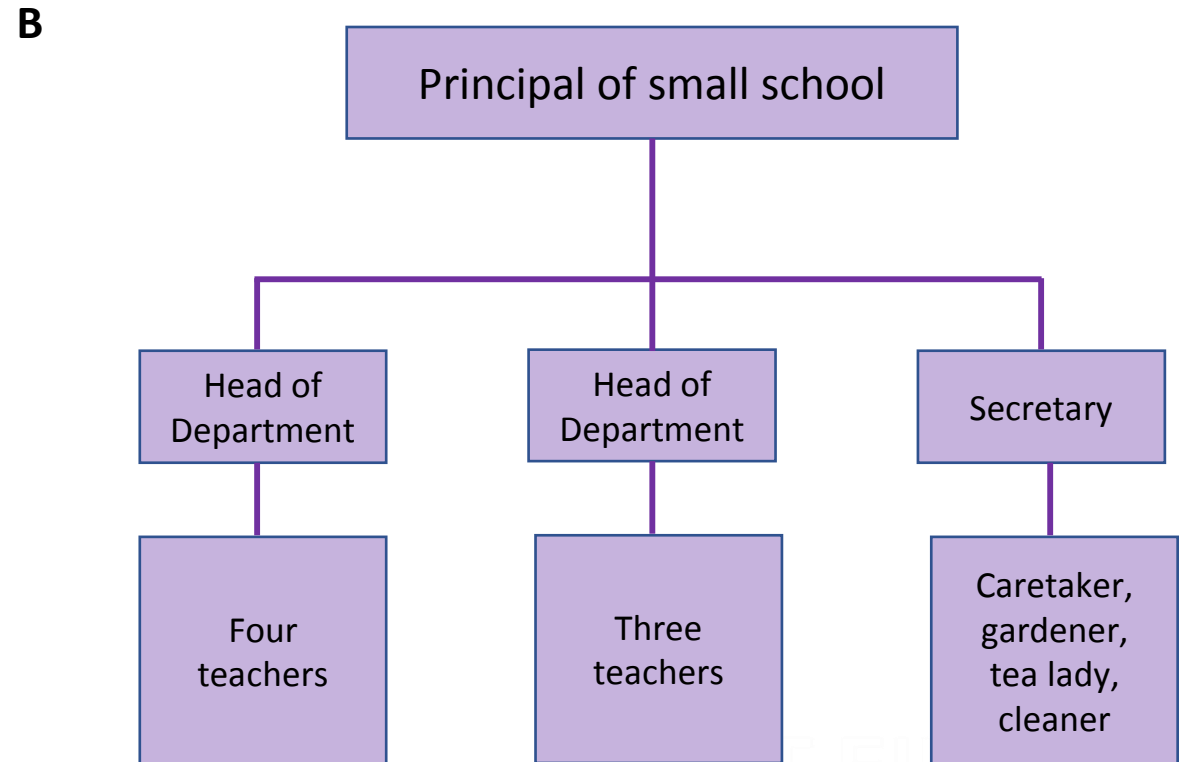 B
Principal of small school
Head of
Department
Head of
Department
Secretary
Four
teachers
Three
teachers
Caretaker,
gardener,
tea lady,
cleaner